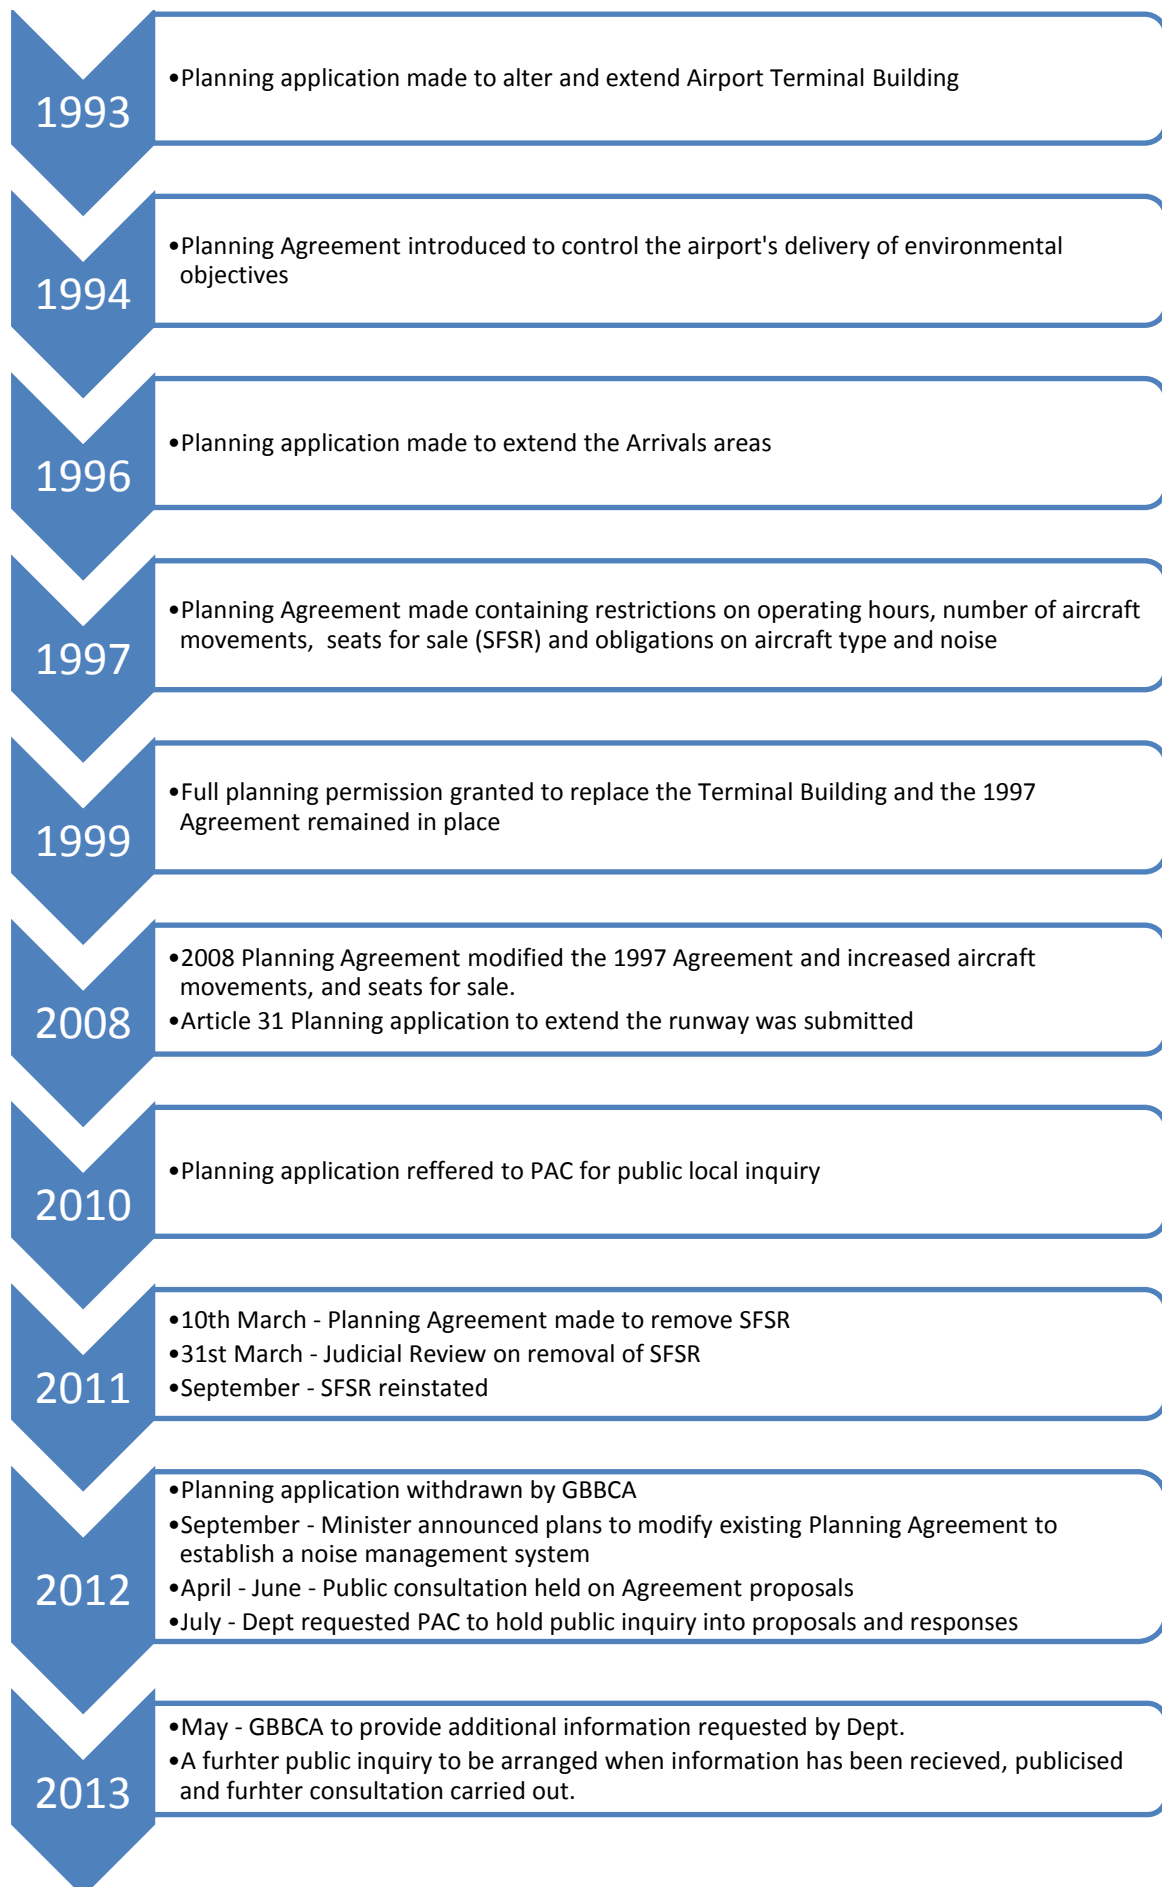 1993
•Planning application made to alter and extend Airport Terminal Building
1994
•Planning Agreement introduced to control the airport's delivery of environmental
objectives
1996
•Planning application made to extend the Arrivals areas
1997
•Planning Agreement made containing restrictions on operating hours, number of aircraft
movements,  seats for sale (SFSR) and obligations on aircraft type and noise
1999
•Full planning permission granted to replace the Terminal Building and the 1997
Agreement remained in place
2008
•2008 Planning Agreement modified the 1997 Agreement and increased aircraft
movements, and seats for sale.
•Article 31 Planning application to extend the runway was submitted
2010
•Planning application reffered to PAC for public local inquiry
2011
•10th March - Planning Agreement made to remove SFSR
•31st March - Judicial Review on removal of SFSR
•September - SFSR reinstated
2012
•Planning application withdrawn by GBBCA
•September - Minister announced plans to modify existing Planning Agreement to
establish a noise management system
•April - June - Public consultation held on Agreement proposals
•July - Dept requested PAC to hold public inquiry into proposals and responses
2013
•May - GBBCA to provide additional information requested by Dept.
•A furhter public inquiry to be arranged when information has been recieved, publicised
and furhter consultation carried out.